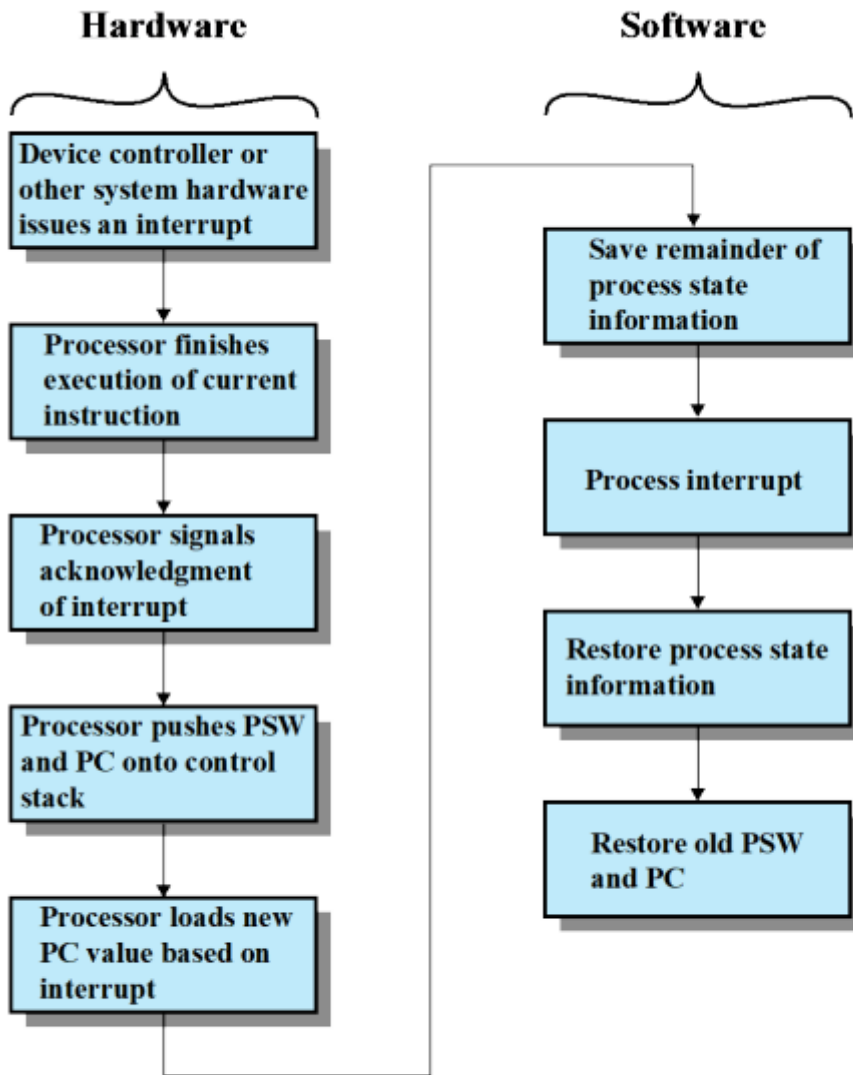 Hardware
Device controller or
other system hardware
issues an interrupt
Processor finishes
execution of current
instruction
Processor signals
acknowledgment
of interrupt
Processor pushes PSW
and PC onto control
stack
Processor loads new
PC value based on
interrupt
Software
Save remainder of
process state
information
Process interrupt
Restore process state
information
Restore old PSW
and PC